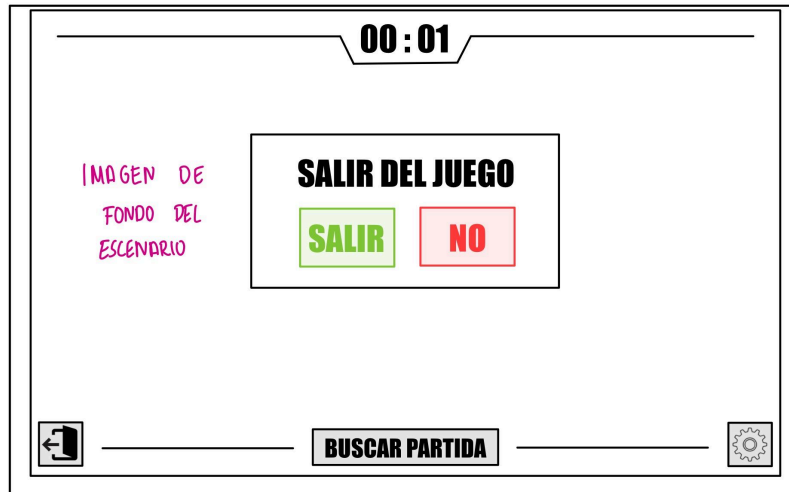 00 : 01
IMAGEN DE
FONDO DEL
ESCENARIO
SALIR DEL JUEGO
SALIR
NO
BUSCAR PARTIDA